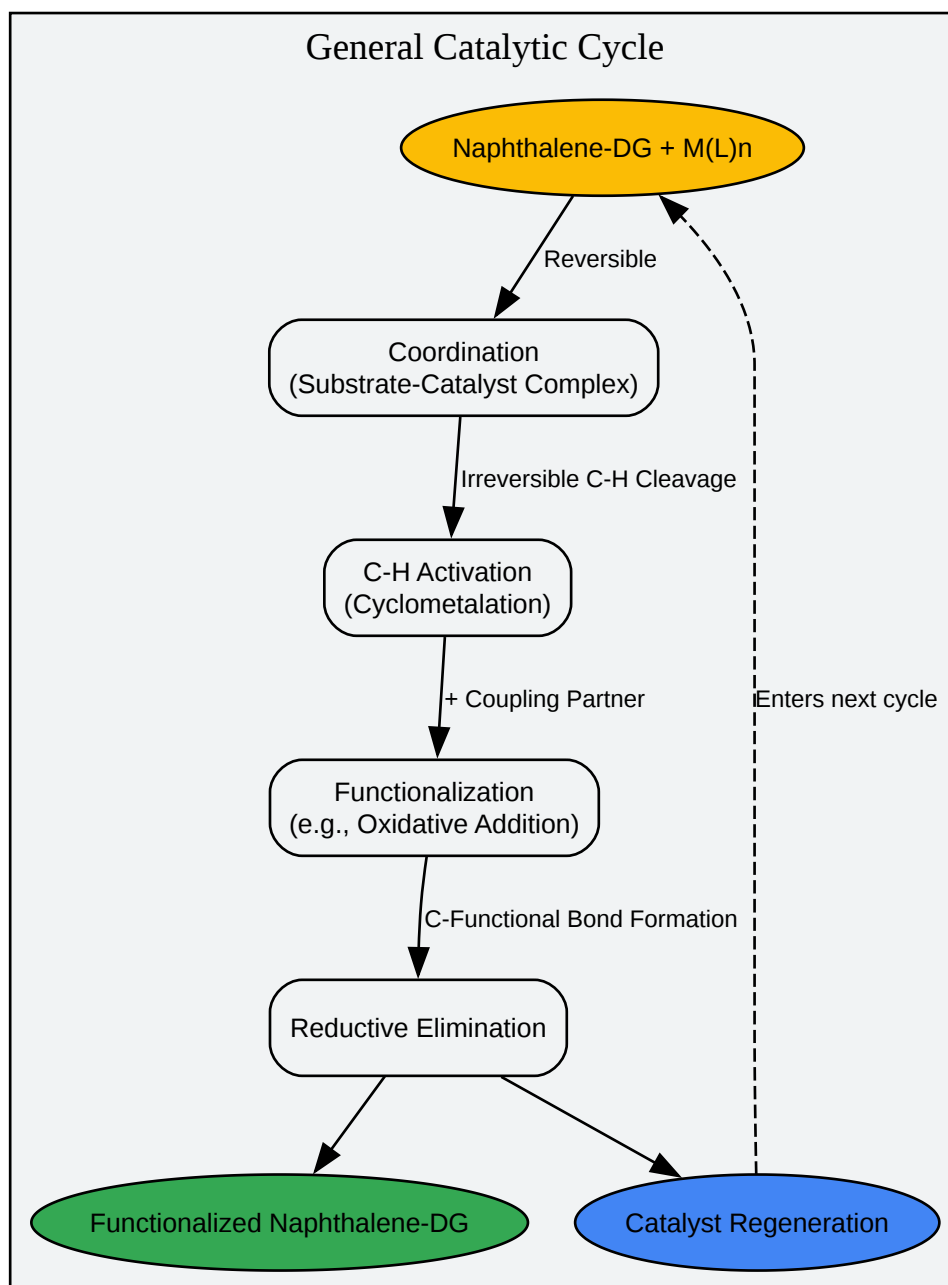 General Catalytic Cycle
Naphthalene-DG + M(L)n
Reversible
Coordination
(Substrate-Catalyst Complex)
Irreversible C-H Cleavage
C-H Activation
(Cyclometalation)
+ Coupling Partner
Enters next cycle
Functionalization
(e.g., Oxidative Addition)
C-Functional Bond Formation
Reductive Elimination
Functionalized Naphthalene-DG
Catalyst Regeneration